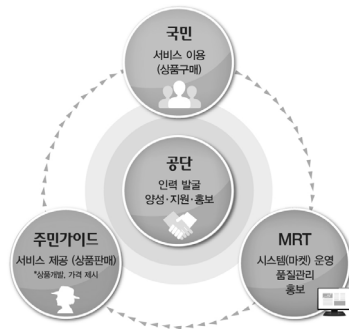 국민
서비스 이용
(상품구매)
공단
인력 발굴
양성·지원·홍보
주민가이드
서비스 제공 (상품판매)
*상품개발, 가격 제시
MRT
시스템(마켓) 운영
품질관리
홍보